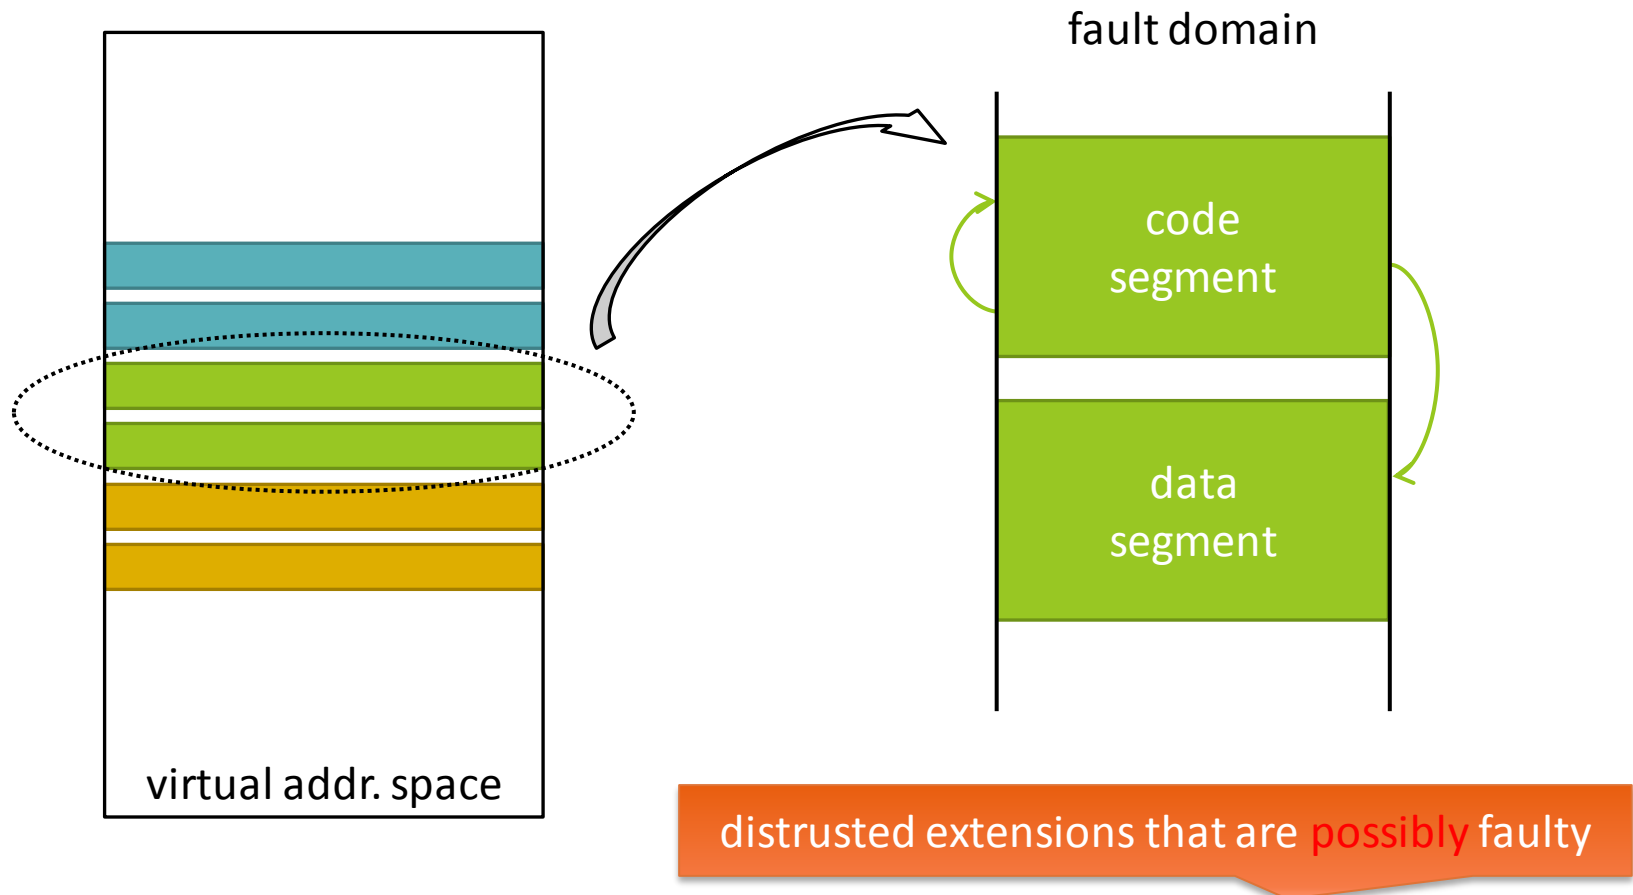 fault domain
code
segment
data
segment
virtual addr. space
distrusted extensions that are possibly faulty